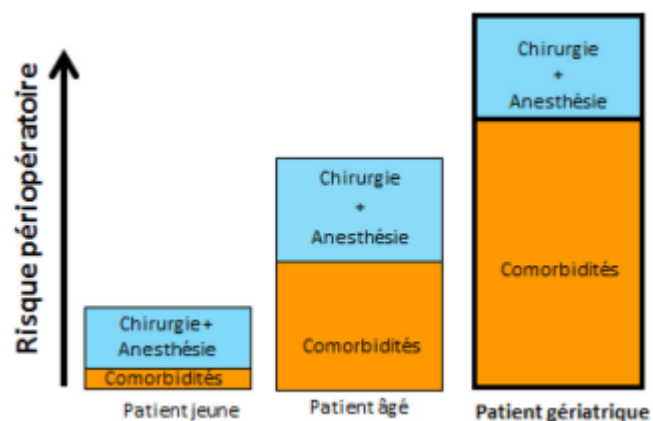 Risque périopératoire
Chirurgie+
Anesthésie
Comorbidités
Patient jeune
Chirurgie
+
Anesthésie
Comorbidités
Patient âgé
Chirurgie
+
Anesthésie
Comorbidités
Patient gériatrique